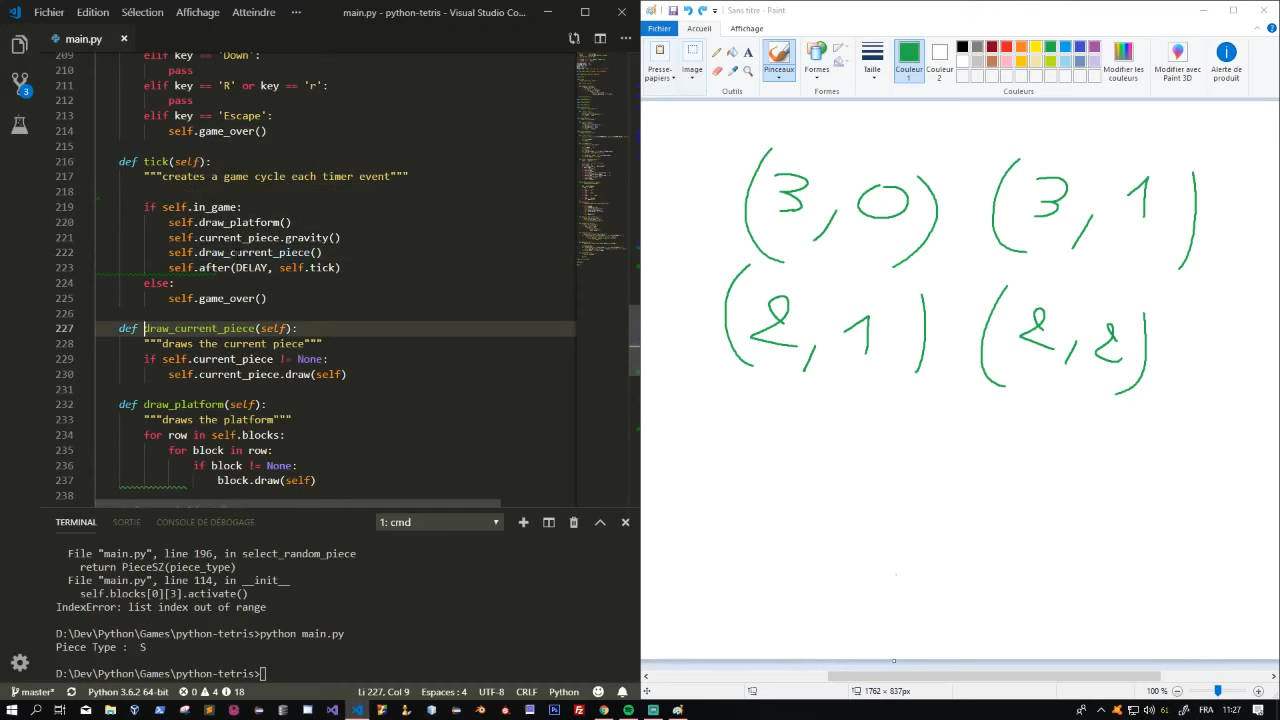 Édition Sélection Affichage Atteindre ··· main.py - python-tetris - Visual Studio Co...
main.py
209 elif key == 'Down':
210 pass
211 elif key == 'R' or key == 'r':
212 pass
213 elif key == 'Escape':
214 self.game_over()
215
216 def tick(self):
217 """creates a game cycle each timer event"""
218
219 if self.in_game:
220 self.draw_platform()
221 self.current_piece.gravity()
222 self.draw_current_piece()
223 self.after(DELAY, self.tick)
224 else:
225 self.game_over()
226
227 def draw_current_piece(self):
228 """draws the current piece"""
229 if self.current_piece != None:
230 self.current_piece.draw(self)
231
232 def draw_platform(self):
233 """draws the platform"""
234 for row in self.blocks:
235 for block in row:
236 if block != None:
237 block.draw(self)
238
3
TERMINAL SORTIE CONSOLE DE DÉBOGAGE 1: cmd
File "main.py", line 196, in select_random_piece
return PieceSZ(piece_type)
File "main.py", line 114, in __init__
self.blocks[0][3].activate()
IndexError: list index out of range
D:\Dev\Python\Games\python-tetris>python main.py
Piece Type : S
D:\Dev\Python\Games\python-tetris>
master* Python 3.6.2 64-bit 0 4 18 Li 227, Col 9 Espaces : 4 UTF-8 CRLF Python
Sans titre - Paint
Fichier Accueil Affichage
Presse-papiers Image Outils Pinceaux Formes Taille Couleur 1 Couleur 2 Modifier les couleurs Modifier avec Paint 3D Alerte de produit
Formes Couleurs
(3, 0) (3, 1)
(2, 1) (2, 2)
1762 × 837px 100 %
61 FRA 11:27